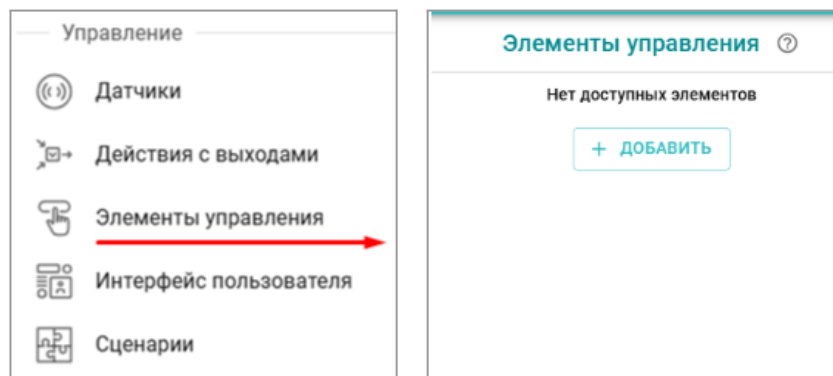 Управление
Датчики
Действия с выходами
Элементы управления
Интерфейс пользователя
Сценарии
Элементы управления
Нет доступных элементов
+ ДОБАВИТЬ